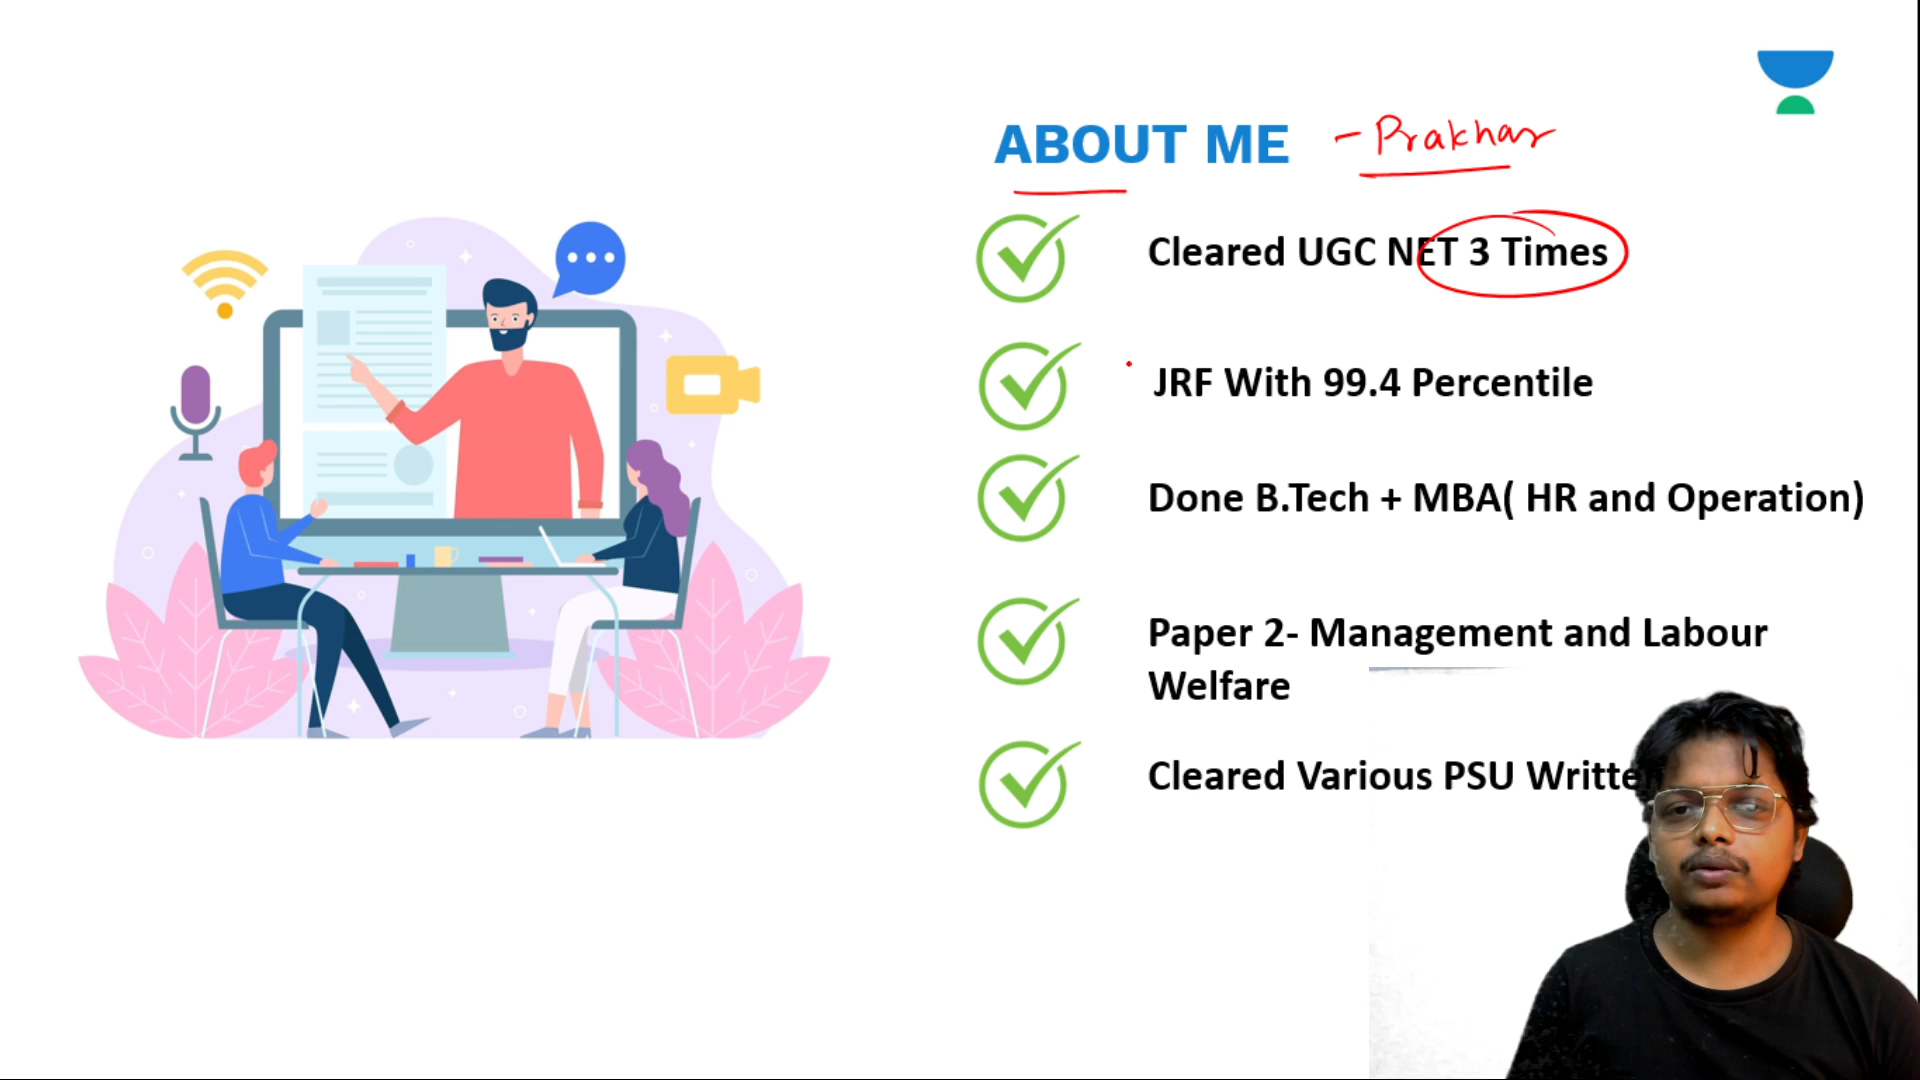 ABOUT ME - Prakhar
Cleared UGC NET 3 Times
JRF With 99.4 Percentile
Done B.Tech + MBA( HR and Operation)
Paper 2- Management and Labour
Welfare
Cleared Various PSU Writte